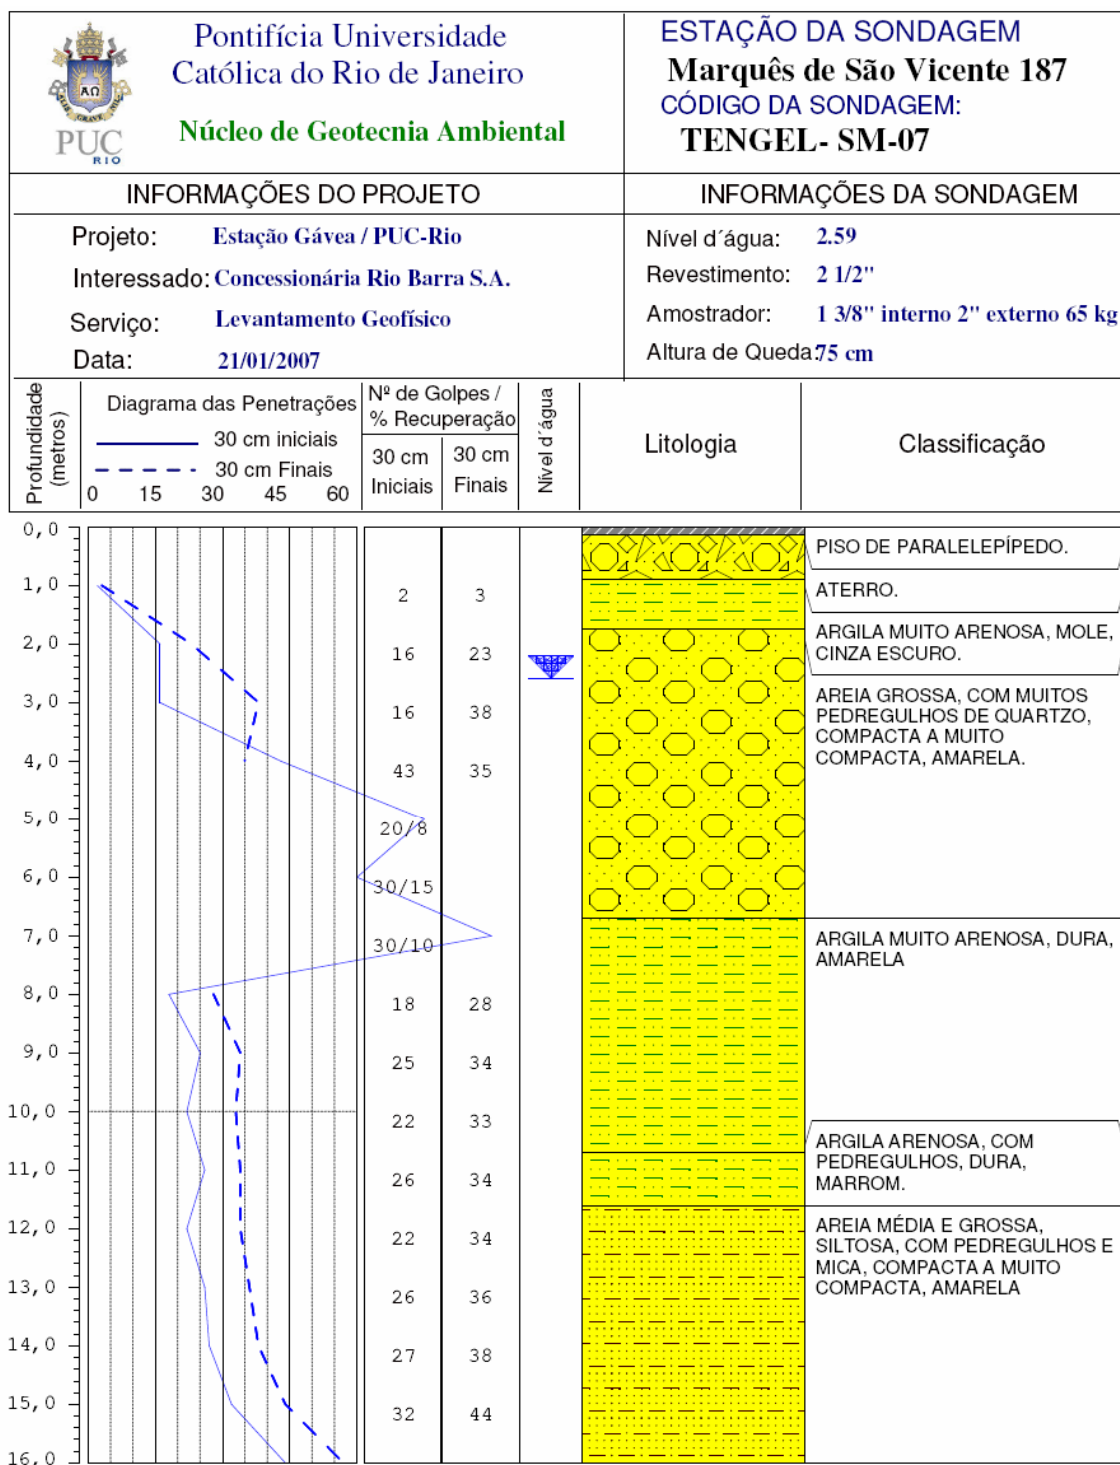 Pontifícia Universidade
Católica do Rio de Janeiro
Núcleo de Geotecnia Ambiental
PUC
RIO
ESTAÇÃO DA SONDAGEM
Marquês de São Vicente 187
CÓDIGO DA SONDAGEM:
TENGEL- SM-07
INFORMAÇÕES DO PROJETO
Projeto: Estação Gávea / PUC-Rio
Interessado: Concessionária Rio Barra S.A.
Serviço: Levantamento Geofísico
Data: 21/01/2007
INFORMAÇÕES DA SONDAGEM
Nível d´água: 2.59
Revestimento: 2 1/2"
Amostrador: 1 3/8" interno 2" externo 65 kg
Altura de Queda: 75 cm
Profundidade
(metros)
Diagrama das Penetrações
30 cm iniciais
30 cm Finais
0 15 30 45 60
Nº de Golpes /
% Recuperação
30 cm
Iniciais
30 cm
Finais
Nível d´água
Litologia
Classificação
0,0
1,0
2,0
3,0
4,0
5,0
6,0
7,0
8,0
9,0
10,0
11,0
12,0
13,0
14,0
15,0
16,0
2 3
16 23
16 38
43 35
20/8
30/15
30/10
18 28
25 34
22 33
26 34
22 34
26 36
27 38
32 44
PISO DE PARALELEPÍPEDO.
ATERRO.
ARGILA MUITO ARENOSA, MOLE,
CINZA ESCURO.
AREIA GROSSA, COM MUITOS
PEDREGULHOS DE QUARTZO,
COMPACTA A MUITO
COMPACTA, AMARELA.
ARGILA MUITO ARENOSA, DURA,
AMARELA
ARGILA ARENOSA, COM
PEDREGULHOS, DURA,
MARROM.
AREIA MÉDIA E GROSSA,
SILTOSA, COM PEDREGULHOS E
MICA, COMPACTA A MUITO
COMPACTA, AMARELA